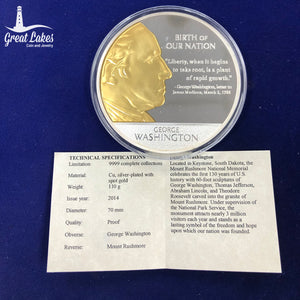 Great Lakes
Coin and Jewelry
BIRTH OF
OUR NATION
"Liberty, when it begins
to take root, is a plant
of rapid growth."
- George Washington, letter to
James Madison, March 2, 1788
GEORGE
WASHINGTON
TECHNICAL SPECIFICATIONS
Limitation 9999 complete collections
Material: Cu, silver-plated with
spot gold
Weight: 110 g
Issue year: 2014
Diameter: 70 mm
Quality: Proof
Obverse: George Washington
Reverse: Mount Rushmore
George Washington
Located in Keystone, South Dakota, the
Mount Rushmore National Memorial
celebrates the first 130 years of U.S.
history with 60-foot sculptures of
George Washington, Thomas Jefferson,
Abraham Lincoln, and Theodore
Roosevelt carved into the granite of
Mount Rushmore. Under supervision of
the National Park Service, the
monument attracts nearly 3 million
visitors each year and stands as a
lasting symbol of the freedom and hope
upon which our nation was founded.